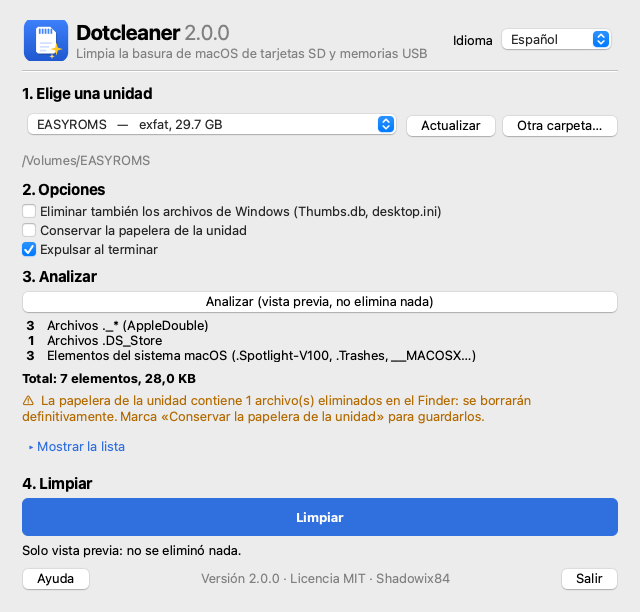 Dotcleaner 2.0.0
Limpia la basura de macOS de tarjetas SD y memorias USB
Idioma
Español
1. Elige una unidad
EASYROMS — exfat, 29.7 GB
Actualizar
Otra carpeta...
/Volumes/EASYROMS
2. Opciones
Eliminar también los archivos de Windows (Thumbs.db, desktop.ini)
Conservar la papelera de la unidad
Expulsar al terminar
3. Analizar
Analizar (vista previa, no elimina nada)
3 Archivos ._* (AppleDouble)
1 Archivos .DS_Store
3 Elementos del sistema macOS (.Spotlight-V100, .Trashes, __MACOSX...)
Total: 7 elementos, 28,0 KB
⚠ La papelera de la unidad contiene 1 archivo(s) eliminados en el Finder: se borrarán
definitivamente. Marca «Conservar la papelera de la unidad» para guardarlos.
▸ Mostrar la lista
4. Limpiar
Limpiar
Solo vista previa: no se eliminó nada.
Ayuda
Versión 2.0.0 · Licencia MIT · Shadowix84
Salir